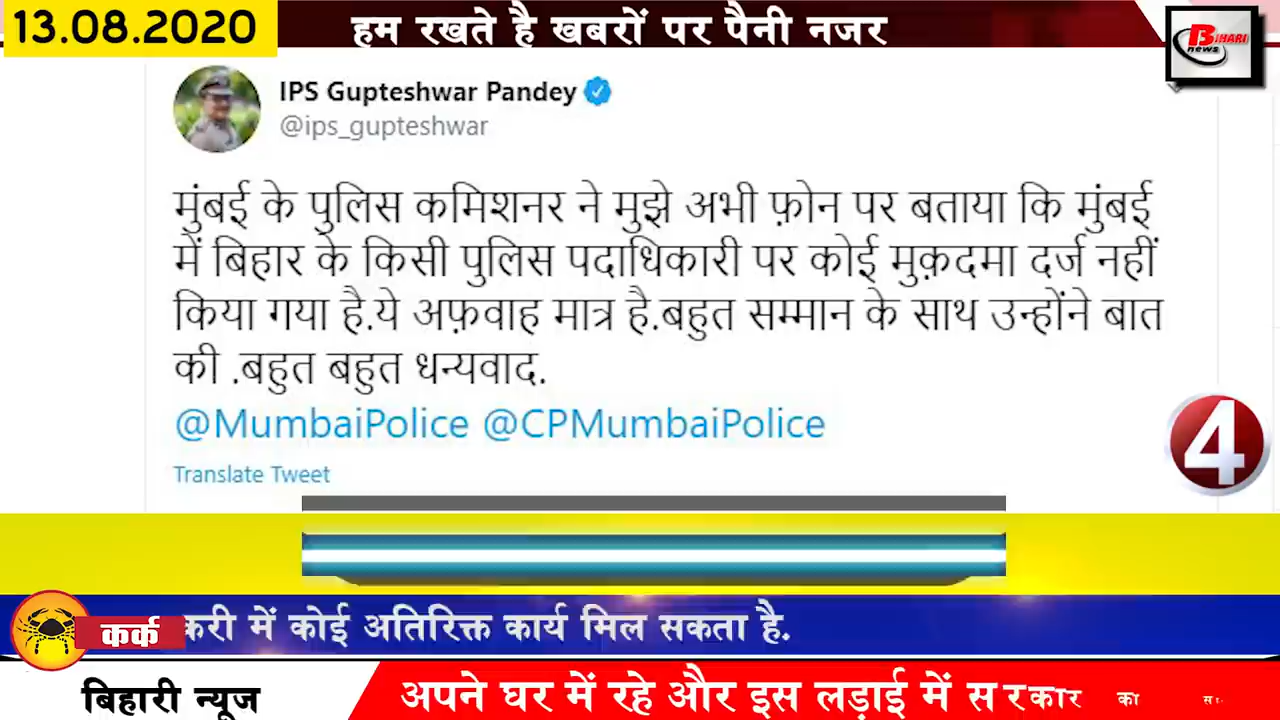 13.08.2020
हम रखते है खबरों पर पैनी नजर
BIHARI
news
IPS Gupteshwar Pandey
@ips_gupteshwar
मुंबई के पुलिस कमिशनर ने मुझे अभी फ़ोन पर बताया कि मुंबई
में बिहार के किसी पुलिस पदाधिकारी पर कोई मुक़दमा दर्ज नहीं
किया गया है.ये अफ़वाह मात्र है.बहुत सम्मान के साथ उन्होंने बात
की .बहुत बहुत धन्यवाद.
@MumbaiPolice @CPMumbaiPolice
Translate Tweet
4
कर्क
करी में कोई अतिरिक्त कार्य मिल सकता है.
बिहारी न्यूज
अपने घर में रहे और इस लड़ाई में सरकार का